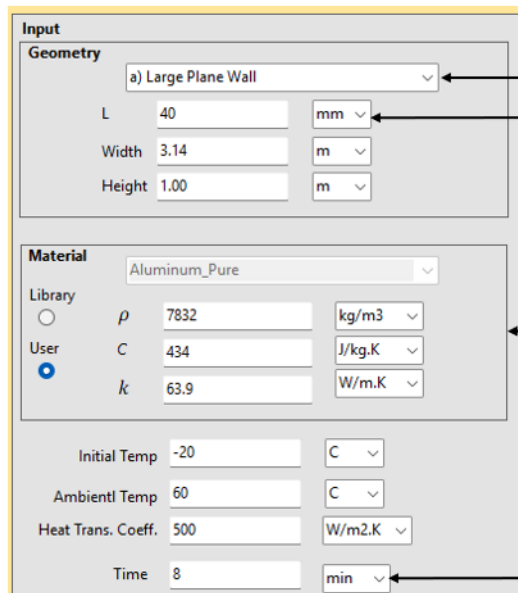 Input
Geometry
a) Large Plane Wall
L 40 mm
Width 3.14 m
Height 1.00 m
Material
Aluminum_Pure
Library
ρ 7832 kg/m3
User C 434 J/kg.K
k 63.9 W/m.K
Initial Temp -20 C
Ambientl Temp 60 C
Heat Trans. Coeff. 500 W/m2.K
Time 8 min